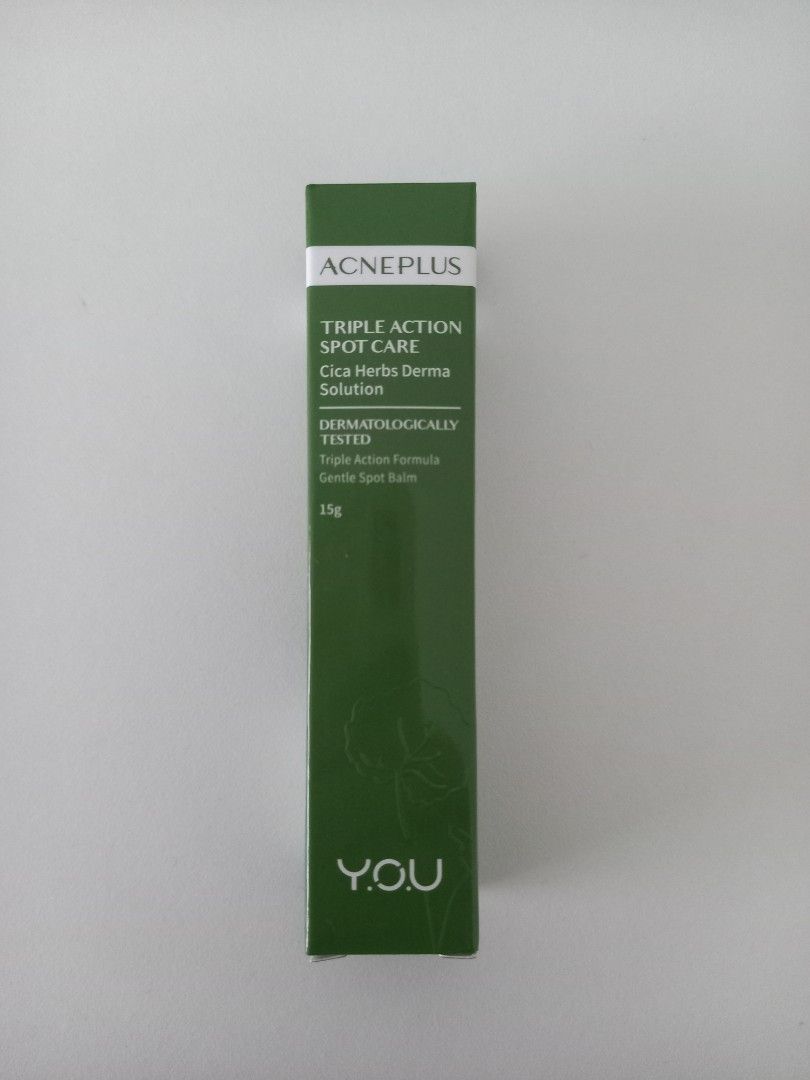 ACNEPLUS
TRIPLE ACTION
SPOT CARE
Cica Herbs Derma
Solution
DERMATOLOGICALLY
TESTED
Triple Action Formula
Gentle Spot Balm
15g
Y.O.U